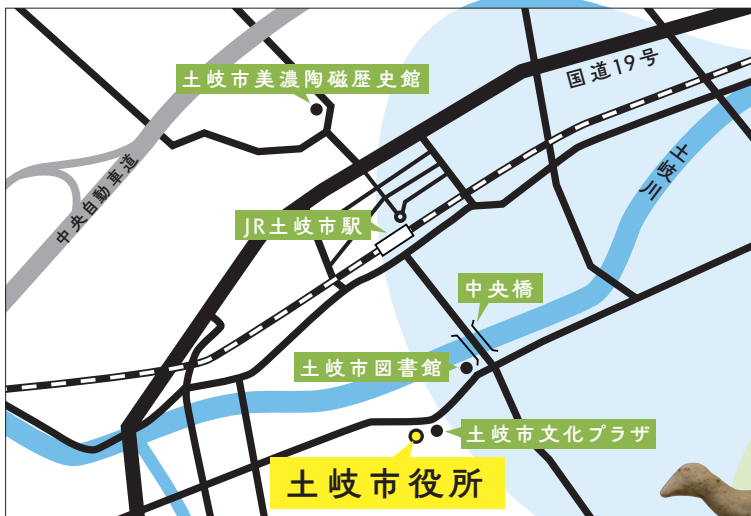 土岐市美濃陶磁歴史館
国道19号
中央自動車道
土岐川
JR土岐市駅
中央橋
土岐市図書館
土岐市文化プラザ
土岐市役所